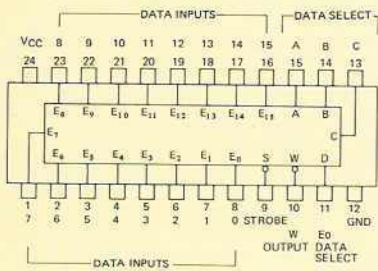 DATA INPUTS DATA SELECT
VCC 8 9 10 11 12 13 14 15 A B C
24 23 22 21 20 19 18 17 16 15 14 13
E8 E9 E10 E11 E12 E13 E14 E15 A B
E7 C
E6 E5 E4 E3 E2 E1 E0 S W D
1 2 3 4 5 6 7 8 9 10 11 12
7 6 5 4 3 2 1 0 STROBE W E0 GND
OUTPUT DATA
SELECT
DATA INPUTS